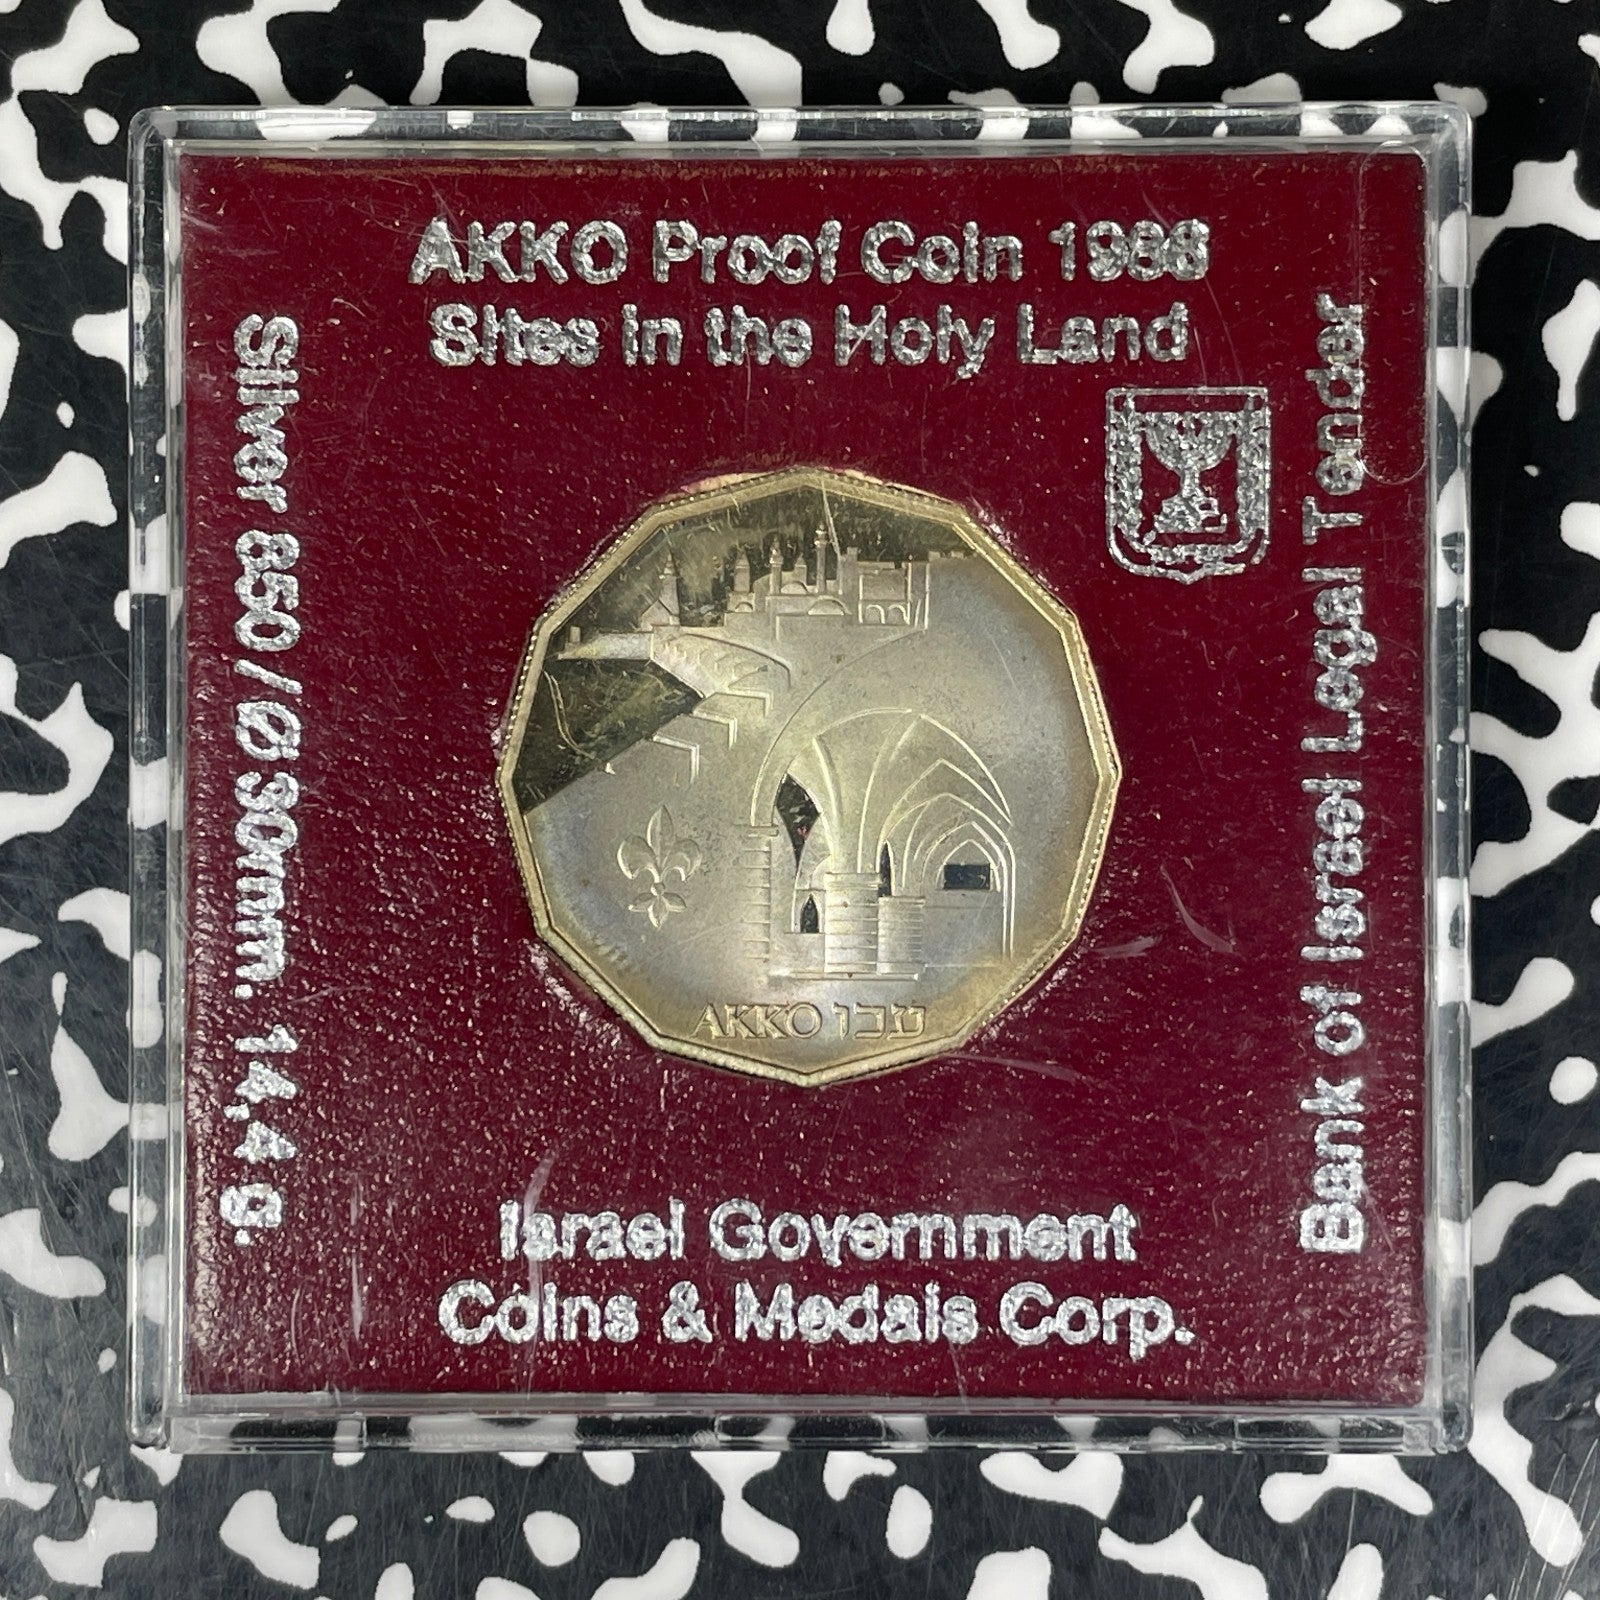 AKKO Proof Coin 1986
Sites in the Holy Land
Silver 850 / Ø 30mm. 14,4 g.
Bank of Israel Legal Tender
AKKO עכו
Israel Government
Coins & Medals Corp.